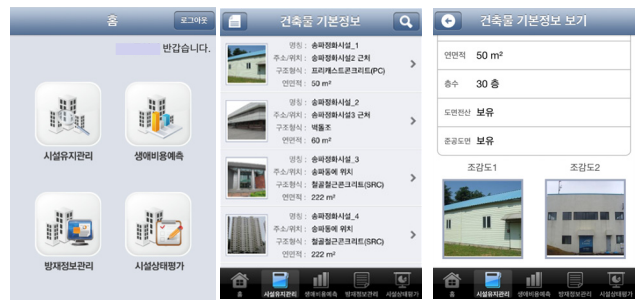 홈
로그아웃
반갑습니다.
시설유지관리
생애비용예측
방재정보관리
시설상태평가
건축물 기본정보
명칭 : 송파정화시설_1
주소/위치 : 송파정화시설2 근처
구조형식 : 프리캐스트콘크리트(PC)
연면적 : 50 m²
명칭 : 송파정화시설_2
주소/위치 : 송파정화시설3 근처
구조형식 : 벽돌조
연면적 : 60 m²
명칭 : 송파정화시설_3
주소/위치 : 송파동에 위치
구조형식 : 철골철근콘크리트(SRC)
연면적 : 222 m²
명칭 : 송파정화시설_4
주소/위치 : 송파동에 위치
구조형식 : 철골철근콘크리트(SRC)
연면적 : 222 m²
홈
시설유지관리
생애비용예측
방재정보관리
시설상태평가
건축물 기본정보 보기
연면적 50 m²
층수 30 층
도면전산 보유
준공도면 보유
조감도1
조감도2
홈
시설유지관리
생애비용예측
방재정보관리
시설상태평가